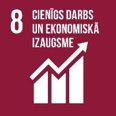 8 CIENĪGS DARBS
UN EKONOMISKĀ
IZAUGSME